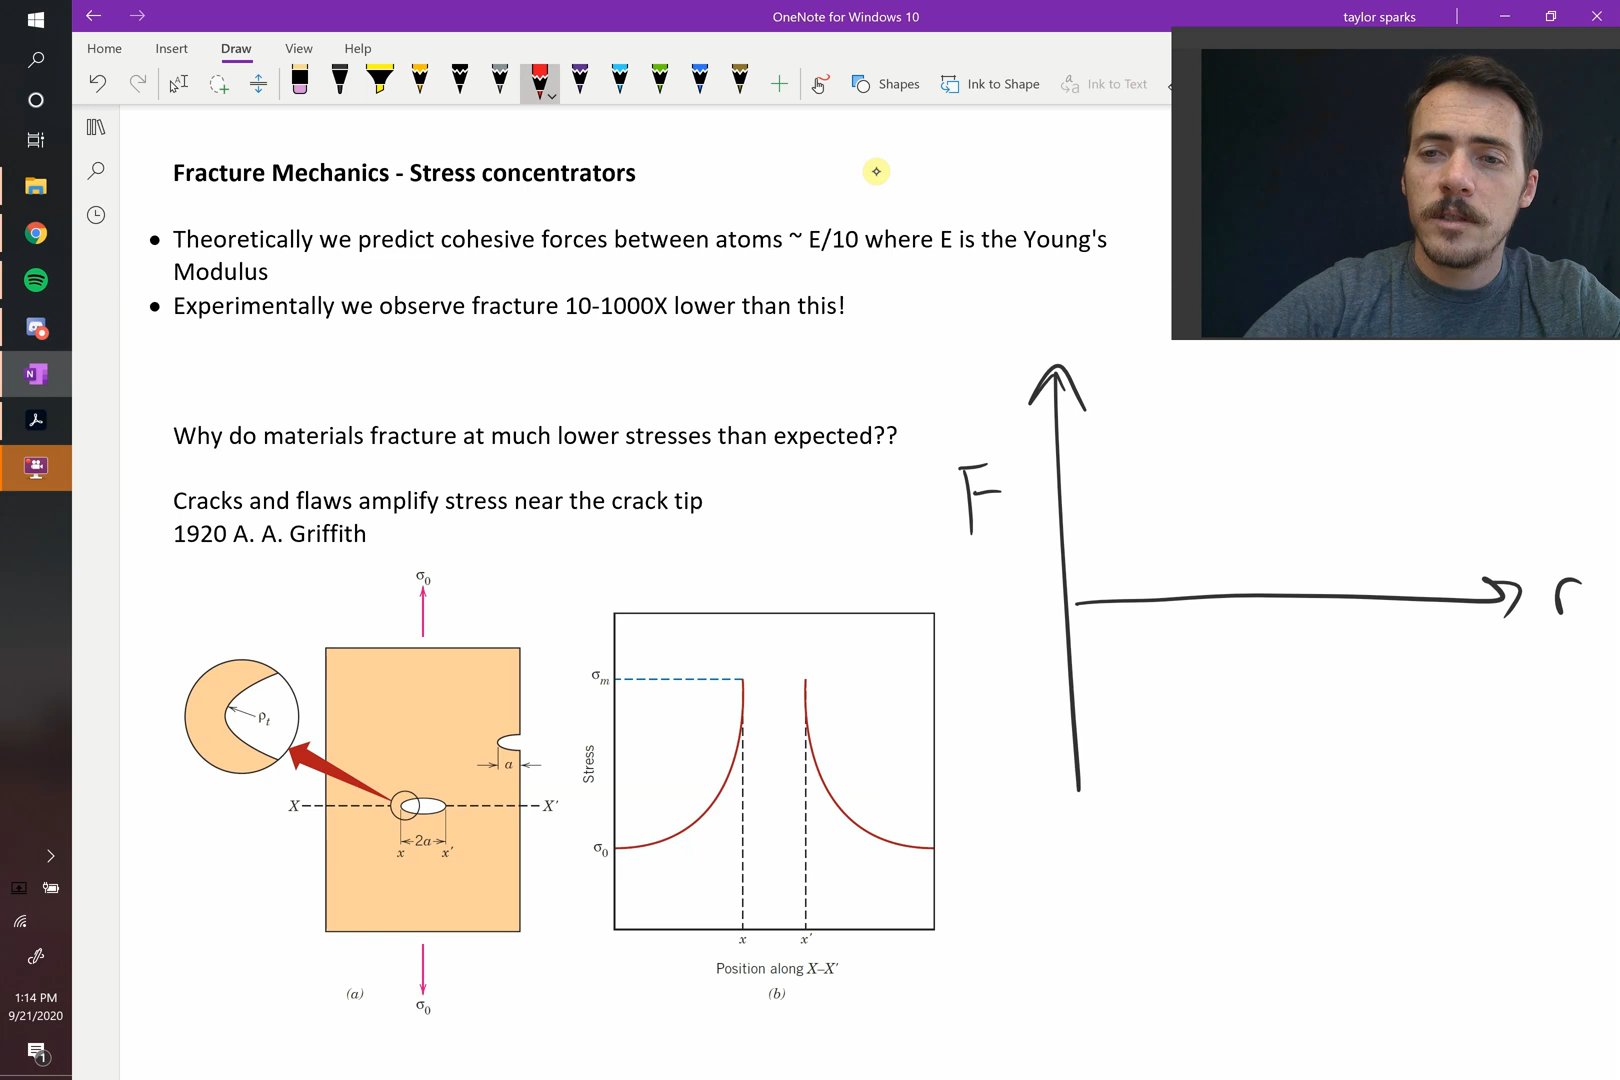 OneNote for Windows 10
taylor sparks
Home Insert Draw View Help
Shapes Ink to Shape Ink to Text
Fracture Mechanics - Stress concentrators
• Theoretically we predict cohesive forces between atoms ~ E/10 where E is the Young's
Modulus
• Experimentally we observe fracture 10-1000X lower than this!
Why do materials fracture at much lower stresses than expected??
Cracks and flaws amplify stress near the crack tip
1920 A. A. Griffith
F
r
σ0
ρt
a
X
X'
2a
x
x'
σ0
(a)
σm
Stress
σ0
x
x'
Position along X–X'
(b)
N
1:14 PM
9/21/2020
1